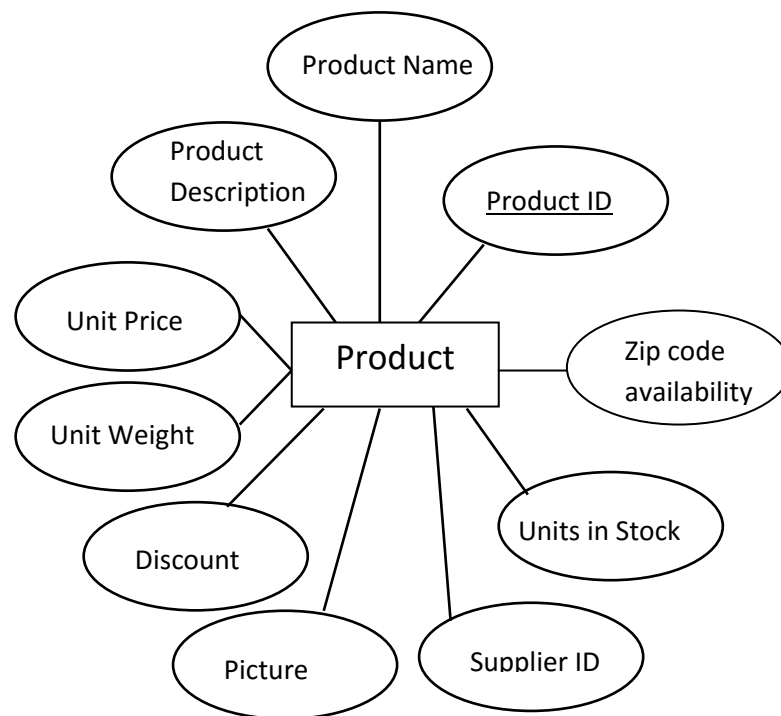 Product Name
Product
Description
Product ID
Unit Price
Product
Zip code
availability
Unit Weight
Units in Stock
Discount
Picture
Supplier ID